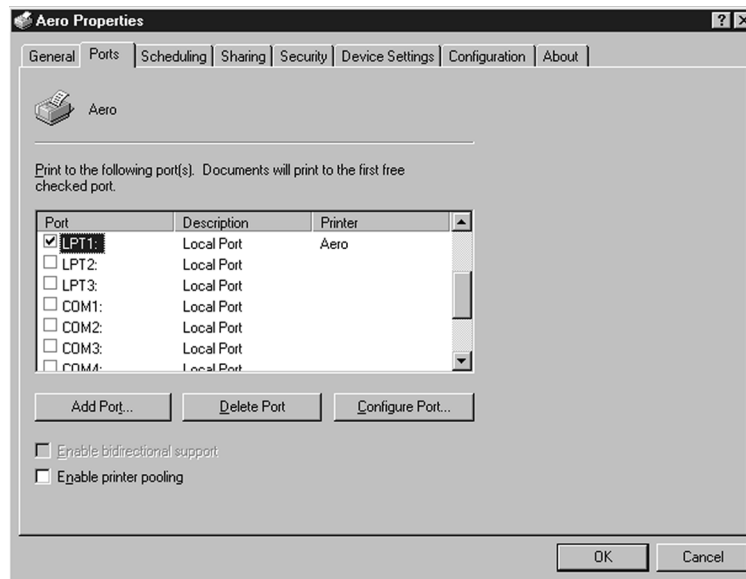 Aero Properties
General Ports Scheduling Sharing Security Device Settings Configuration About
Aero
Print to the following port(s). Documents will print to the first free
checked port.
Port Description Printer
LPT1: Local Port Aero
LPT2: Local Port
LPT3: Local Port
COM1: Local Port
COM2: Local Port
COM3: Local Port
COM4: Local Port
Add Port... Delete Port Configure Port...
Enable bidirectional support
Enable printer pooling
OK Cancel